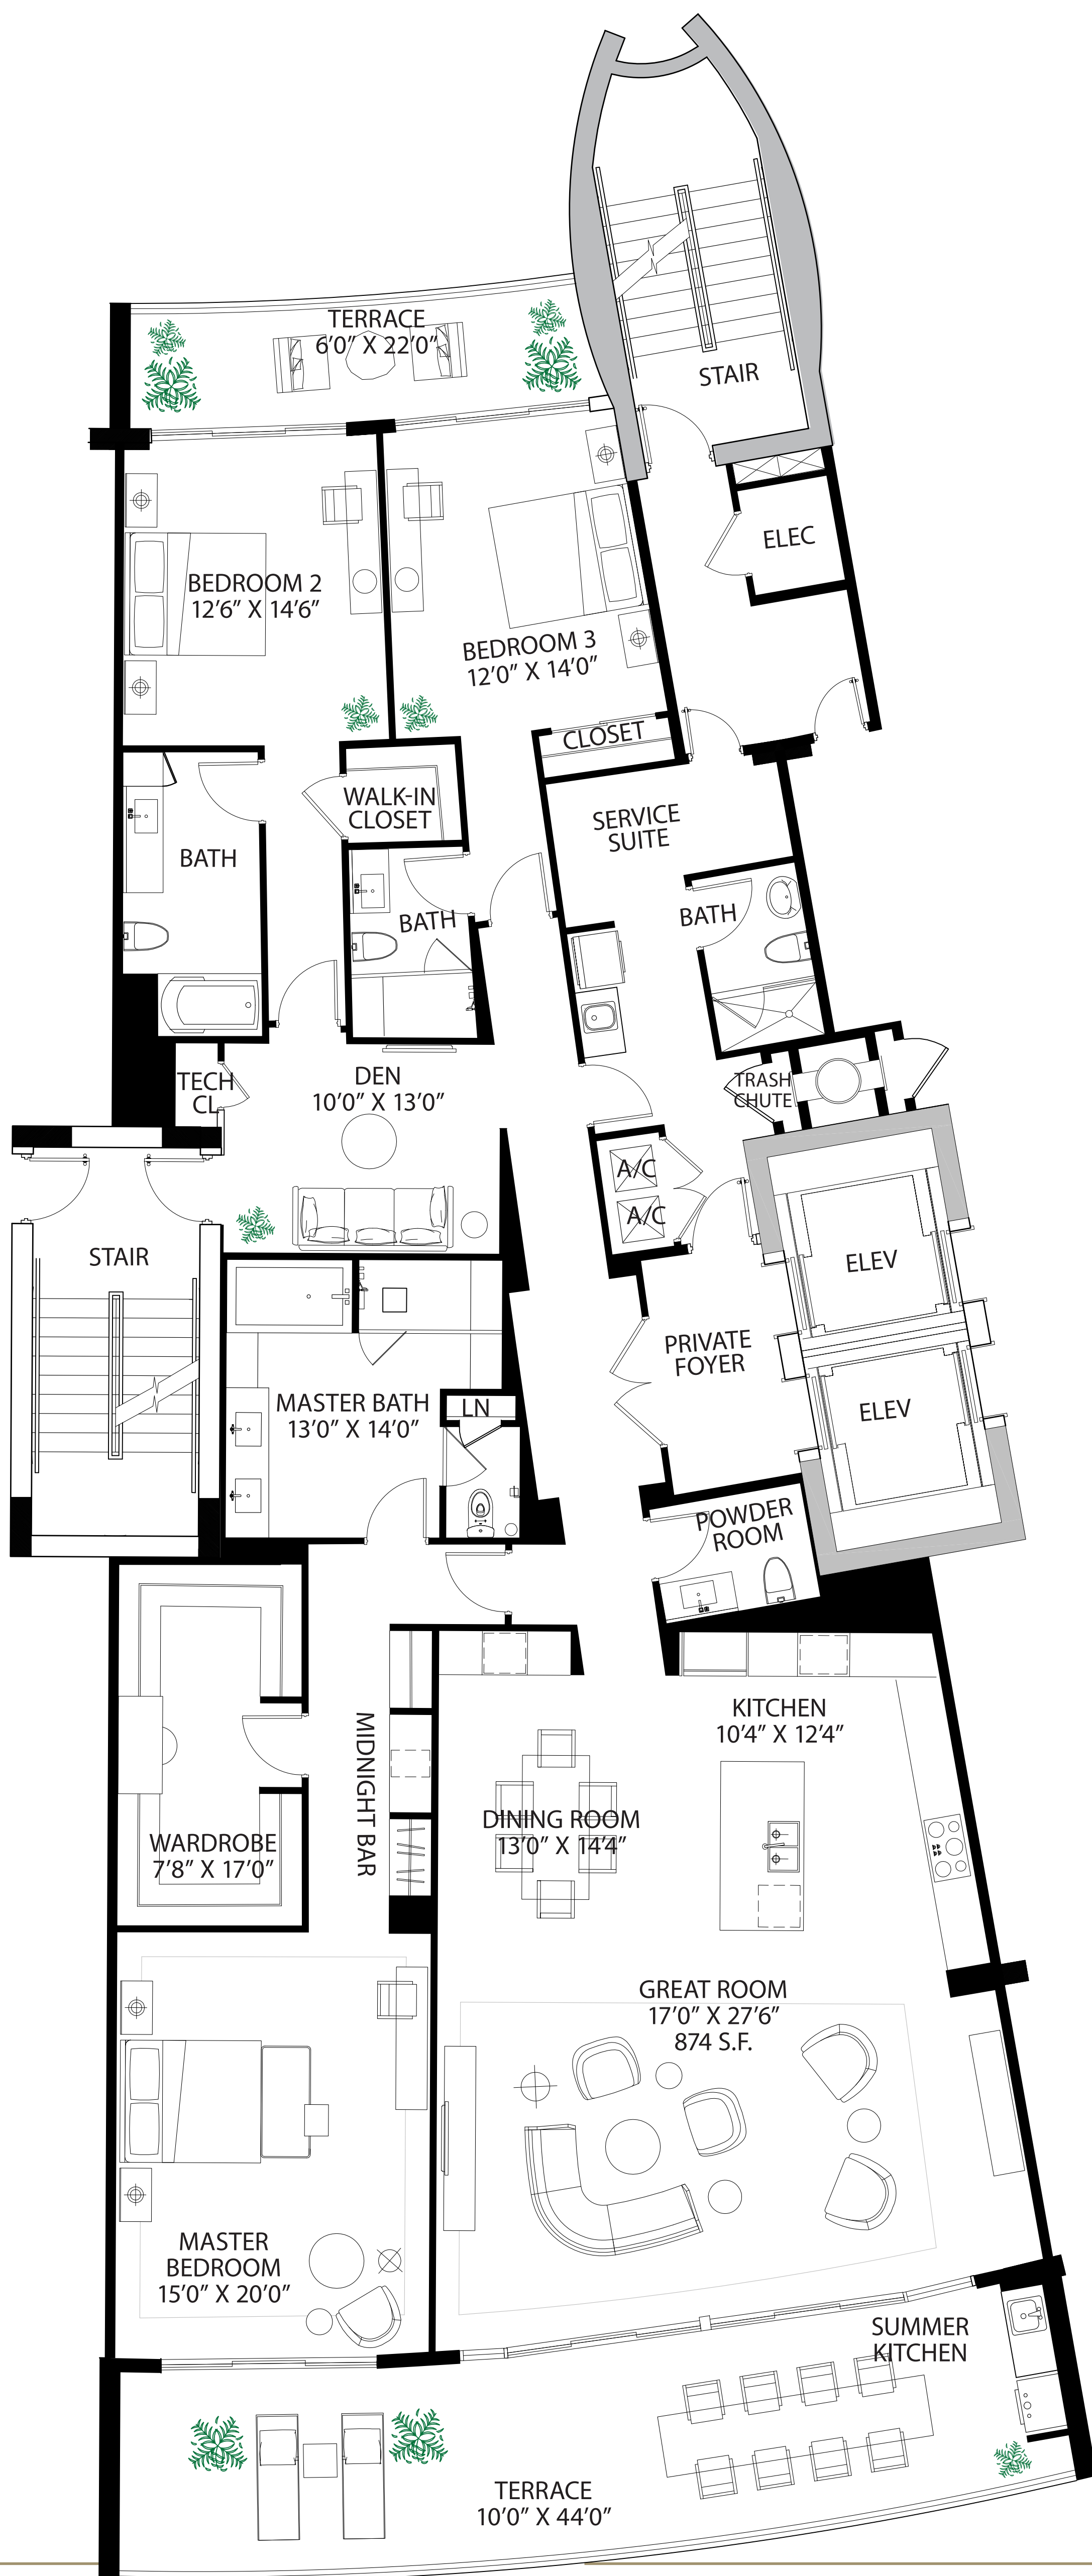 TERRACE
6'0" X 22'0"
STAIR
ELEC
BEDROOM 2
12'6" X 14'6"
BEDROOM 3
12'0" X 14'0"
CLOSET
WALK-IN
CLOSET
SERVICE
SUITE
BATH
BATH
BATH
TECH
CL
DEN
10'0" X 13'0"
TRASH
CHUTE
A/C
A/C
STAIR
ELEV
PRIVATE
FOYER
MASTER BATH
13'0" X 14'0"
LN
ELEV
POWDER
ROOM
KITCHEN
10'4" X 12'4"
MIDNIGHT BAR
DINING ROOM
13'0" X 14'4"
WARDROBE
7'8" X 17'0"
GREAT ROOM
17'0" X 27'6"
874 S.F.
MASTER
BEDROOM
15'0" X 20'0"
SUMMER
KITCHEN
TERRACE
10'0" X 44'0"